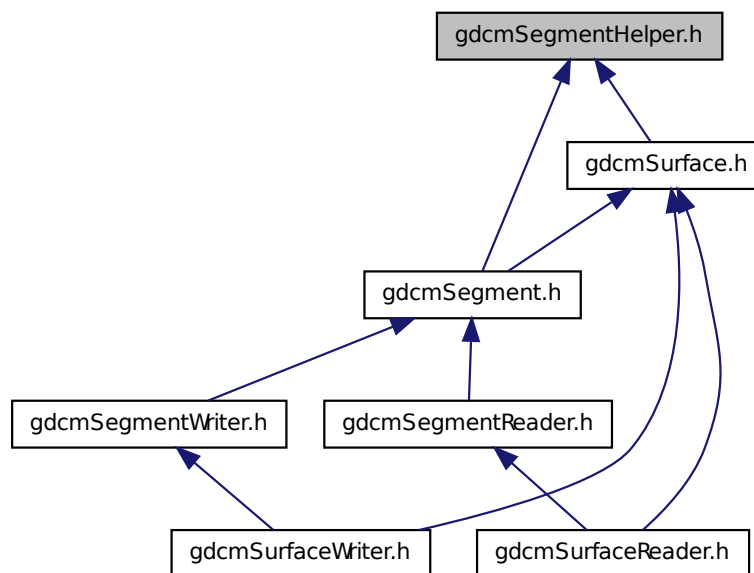 gdcmSegmentHelper.h
gdcmSurface.h
gdcmSegment.h
gdcmSegmentWriter.h
gdcmSegmentReader.h
gdcmSurfaceWriter.h
gdcmSurfaceReader.h